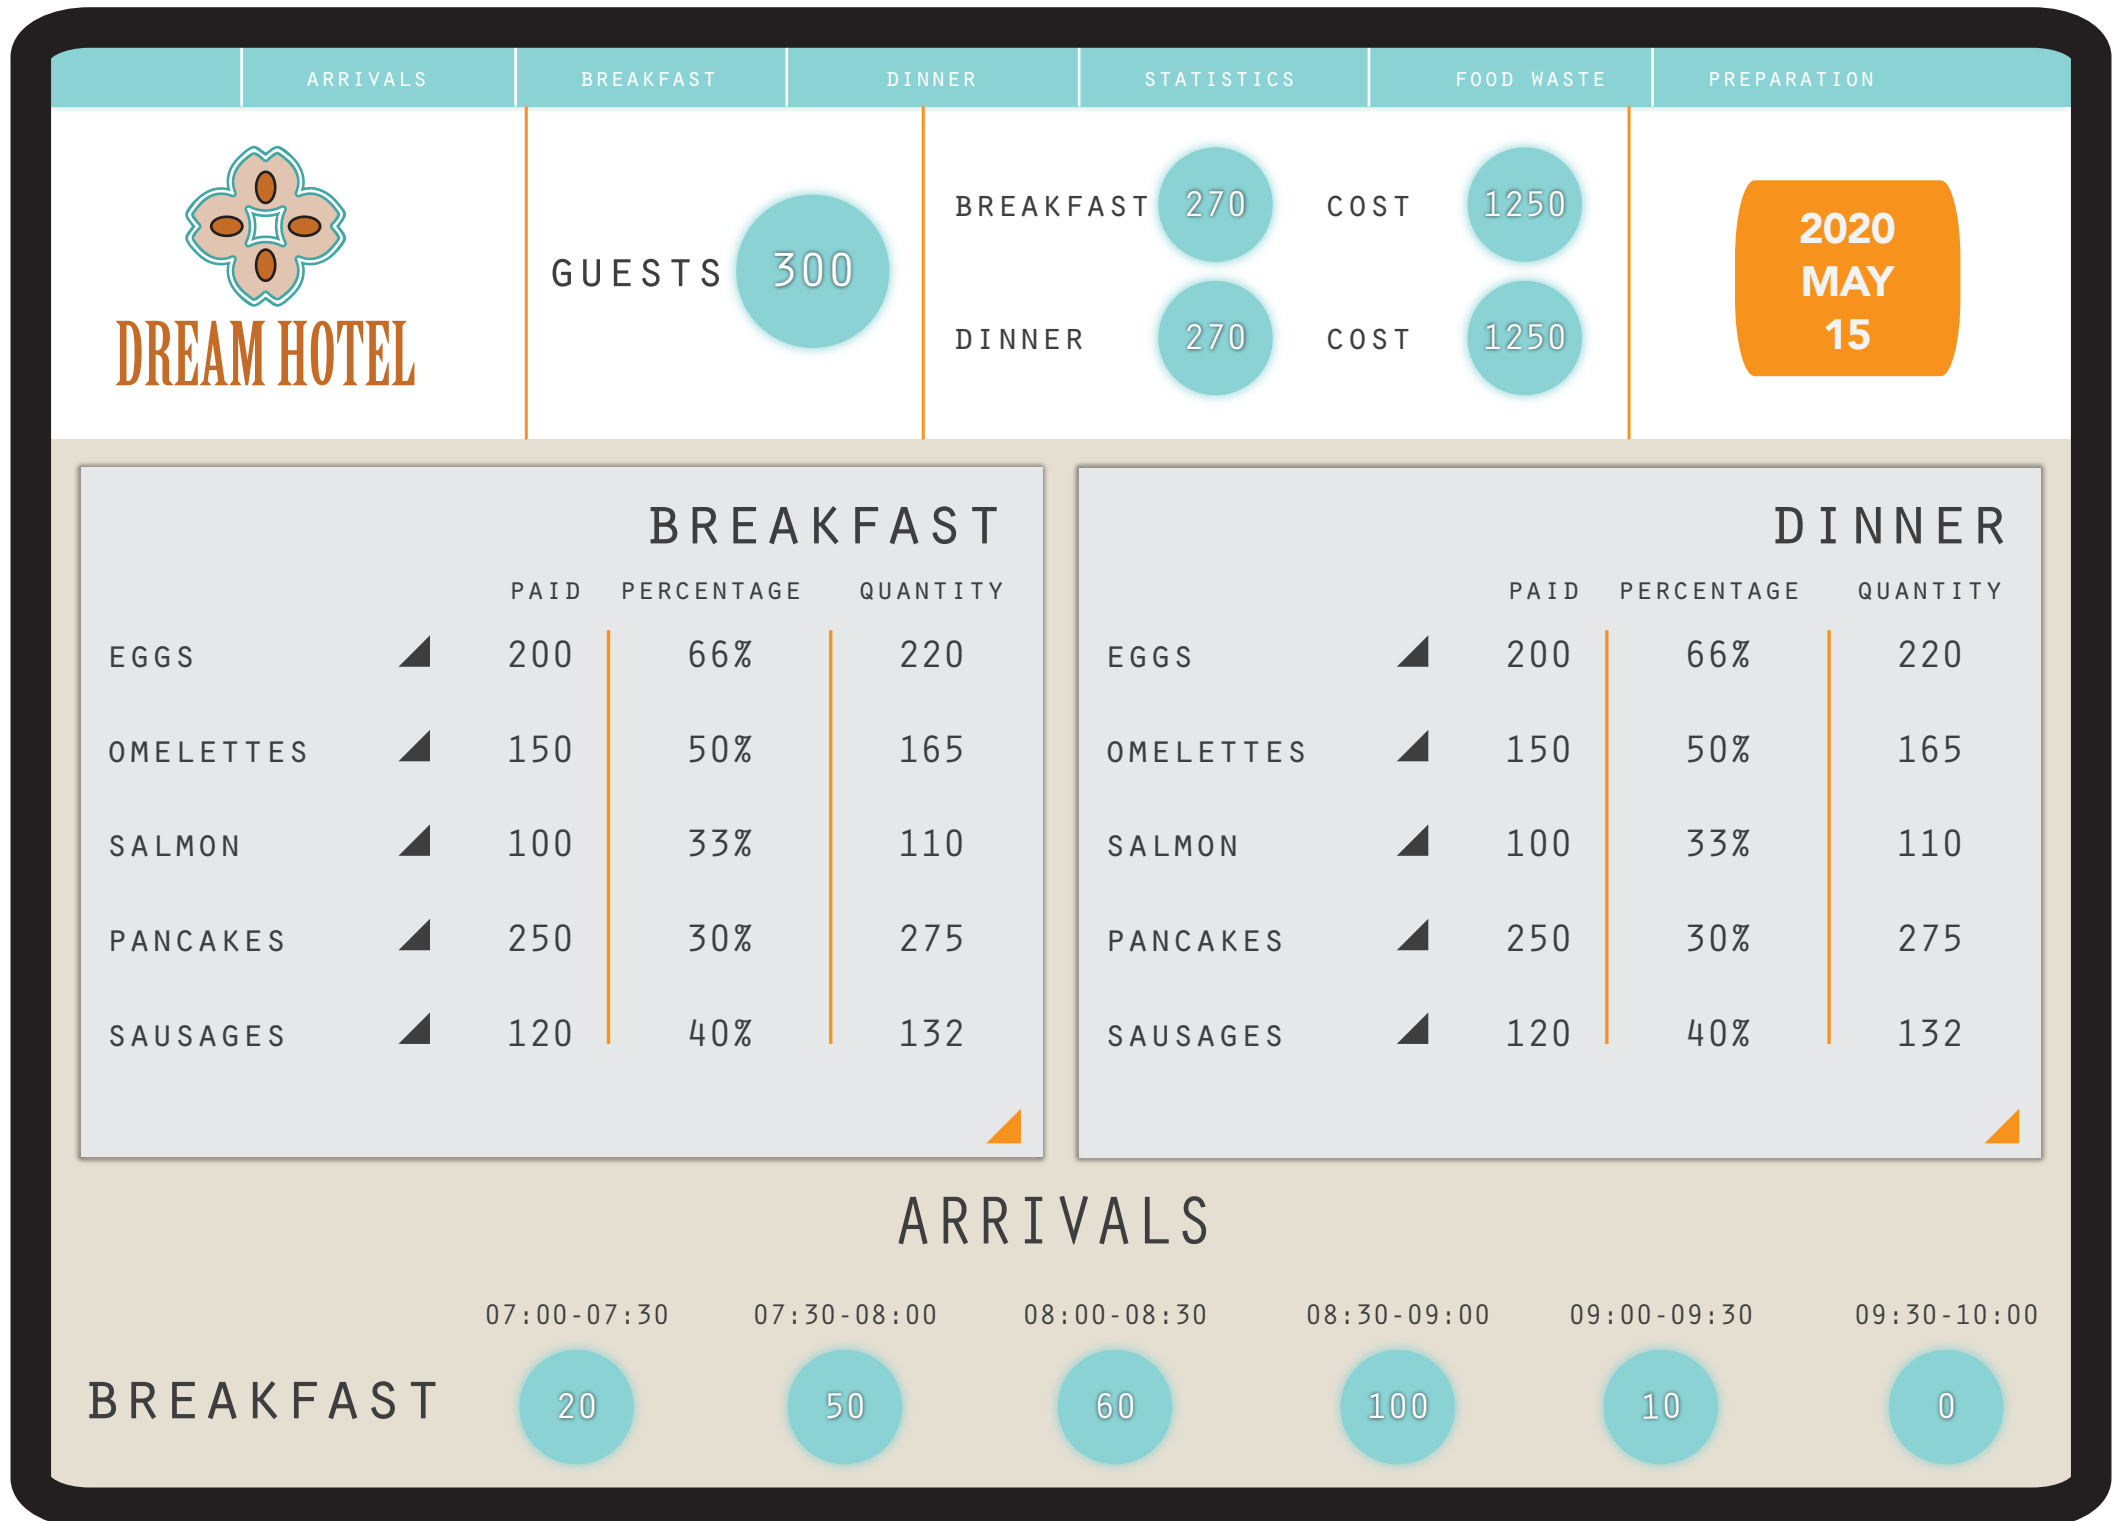 ARRIVALS BREAKFAST DINNER STATISTICS FOOD WASTE PREPARATION
DREAM HOTEL
GUESTS 300
BREAKFAST 270 COST 1250
DINNER 270 COST 1250
2020
MAY
15
BREAKFAST
PAID PERCENTAGE QUANTITY
EGGS 200 66% 220
OMELETTES 150 50% 165
SALMON 100 33% 110
PANCAKES 250 30% 275
SAUSAGES 120 40% 132
DINNER
PAID PERCENTAGE QUANTITY
EGGS 200 66% 220
OMELETTES 150 50% 165
SALMON 100 33% 110
PANCAKES 250 30% 275
SAUSAGES 120 40% 132
ARRIVALS
07:00-07:30 07:30-08:00 08:00-08:30 08:30-09:00 09:00-09:30 09:30-10:00
BREAKFAST 20 50 60 100 10 0